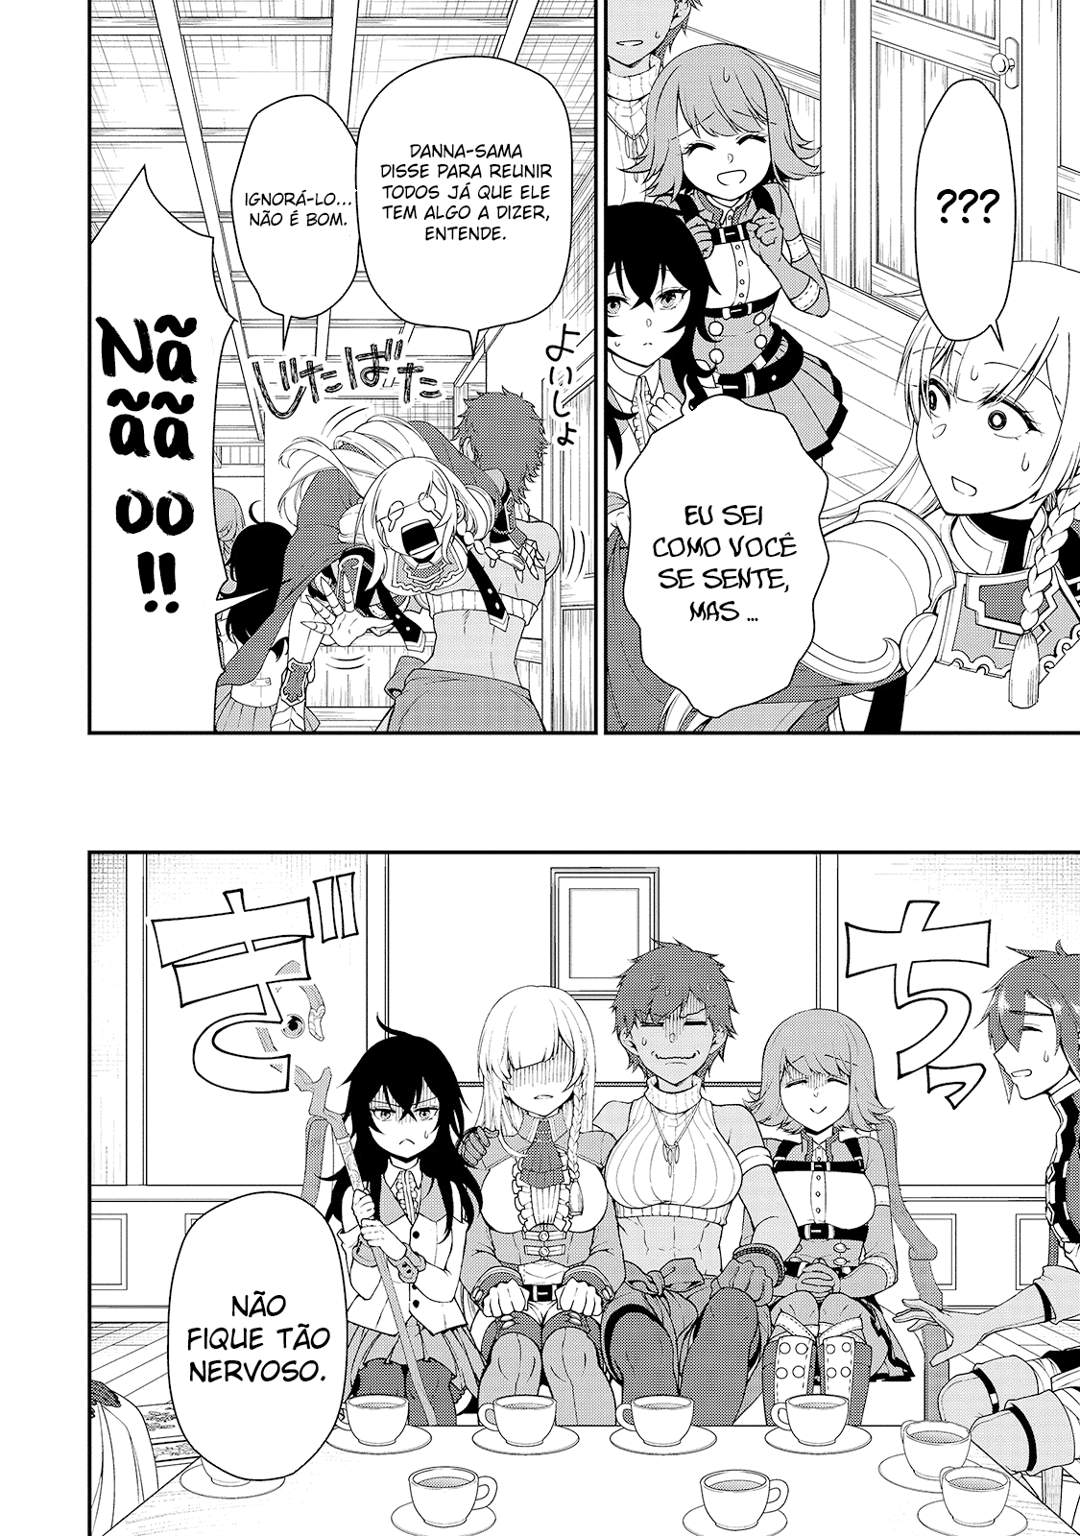 ???
EU SEI
COMO VOCÊ
SE SENTE,
MAS ...
DANNA-SAMA
DISSE PARA REUNIR
TODOS JÁ QUE ELE
TEM ALGO A DIZER,
ENTENDE.
IGNORÁ-LO...
NÃO É BOM.
よいしょ
じたばた
Nã
ãã
oo
!!
ぎちっ
NÃO
FIQUE TÃO
NERVOSO.